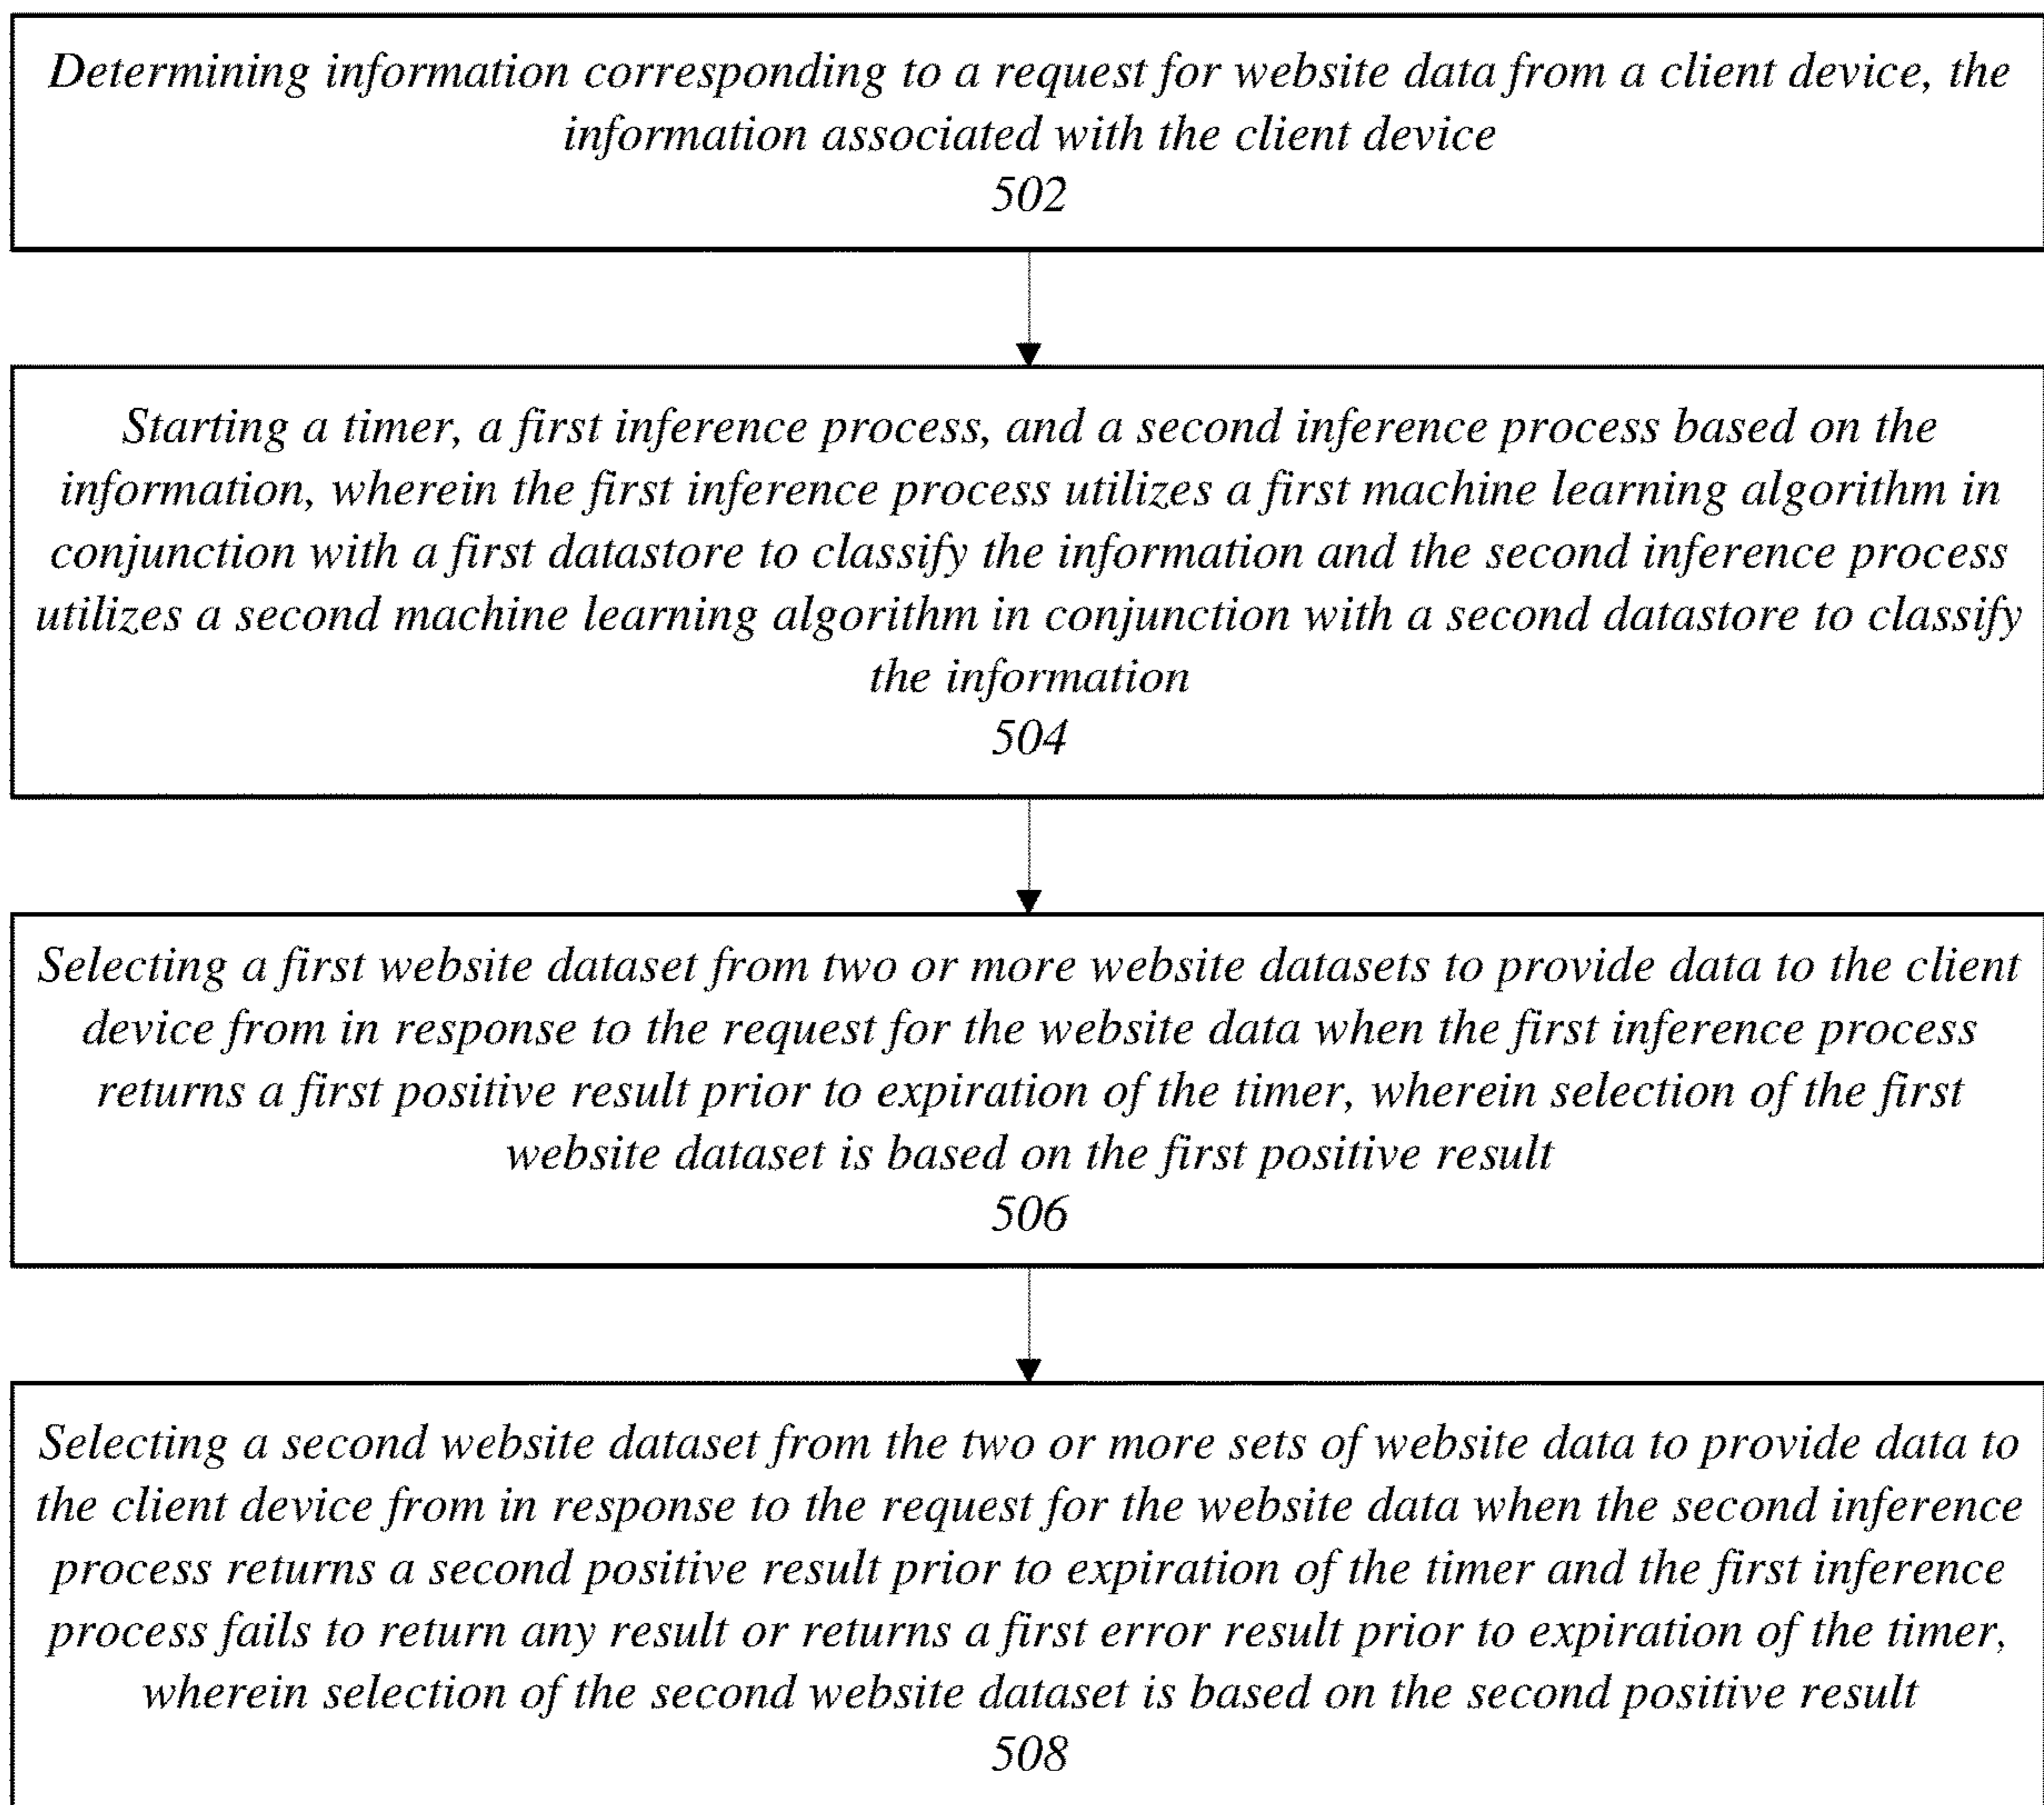 Determining information corresponding to a request for website data from a client device, the
information associated with the client device
502
Starting a timer, a first inference process, and a second inference process based on the
information, wherein the first inference process utilizes a first machine learning algorithm in
conjunction with a first datastore to classify the information and the second inference process
utilizes a second machine learning algorithm in conjunction with a second datastore to classify
the information
504
Selecting a first website dataset from two or more website datasets to provide data to the client
device from in response to the request for the website data when the first inference process
returns a first positive result prior to expiration of the timer, wherein selection of the first
website dataset is based on the first positive result
506
Selecting a second website dataset from the two or more sets of website data to provide data to
the client device from in response to the request for the website data when the second inference
process returns a second positive result prior to expiration of the timer and the first inference
process fails to return any result or returns a first error result prior to expiration of the timer,
wherein selection of the second website dataset is based on the second positive result
508